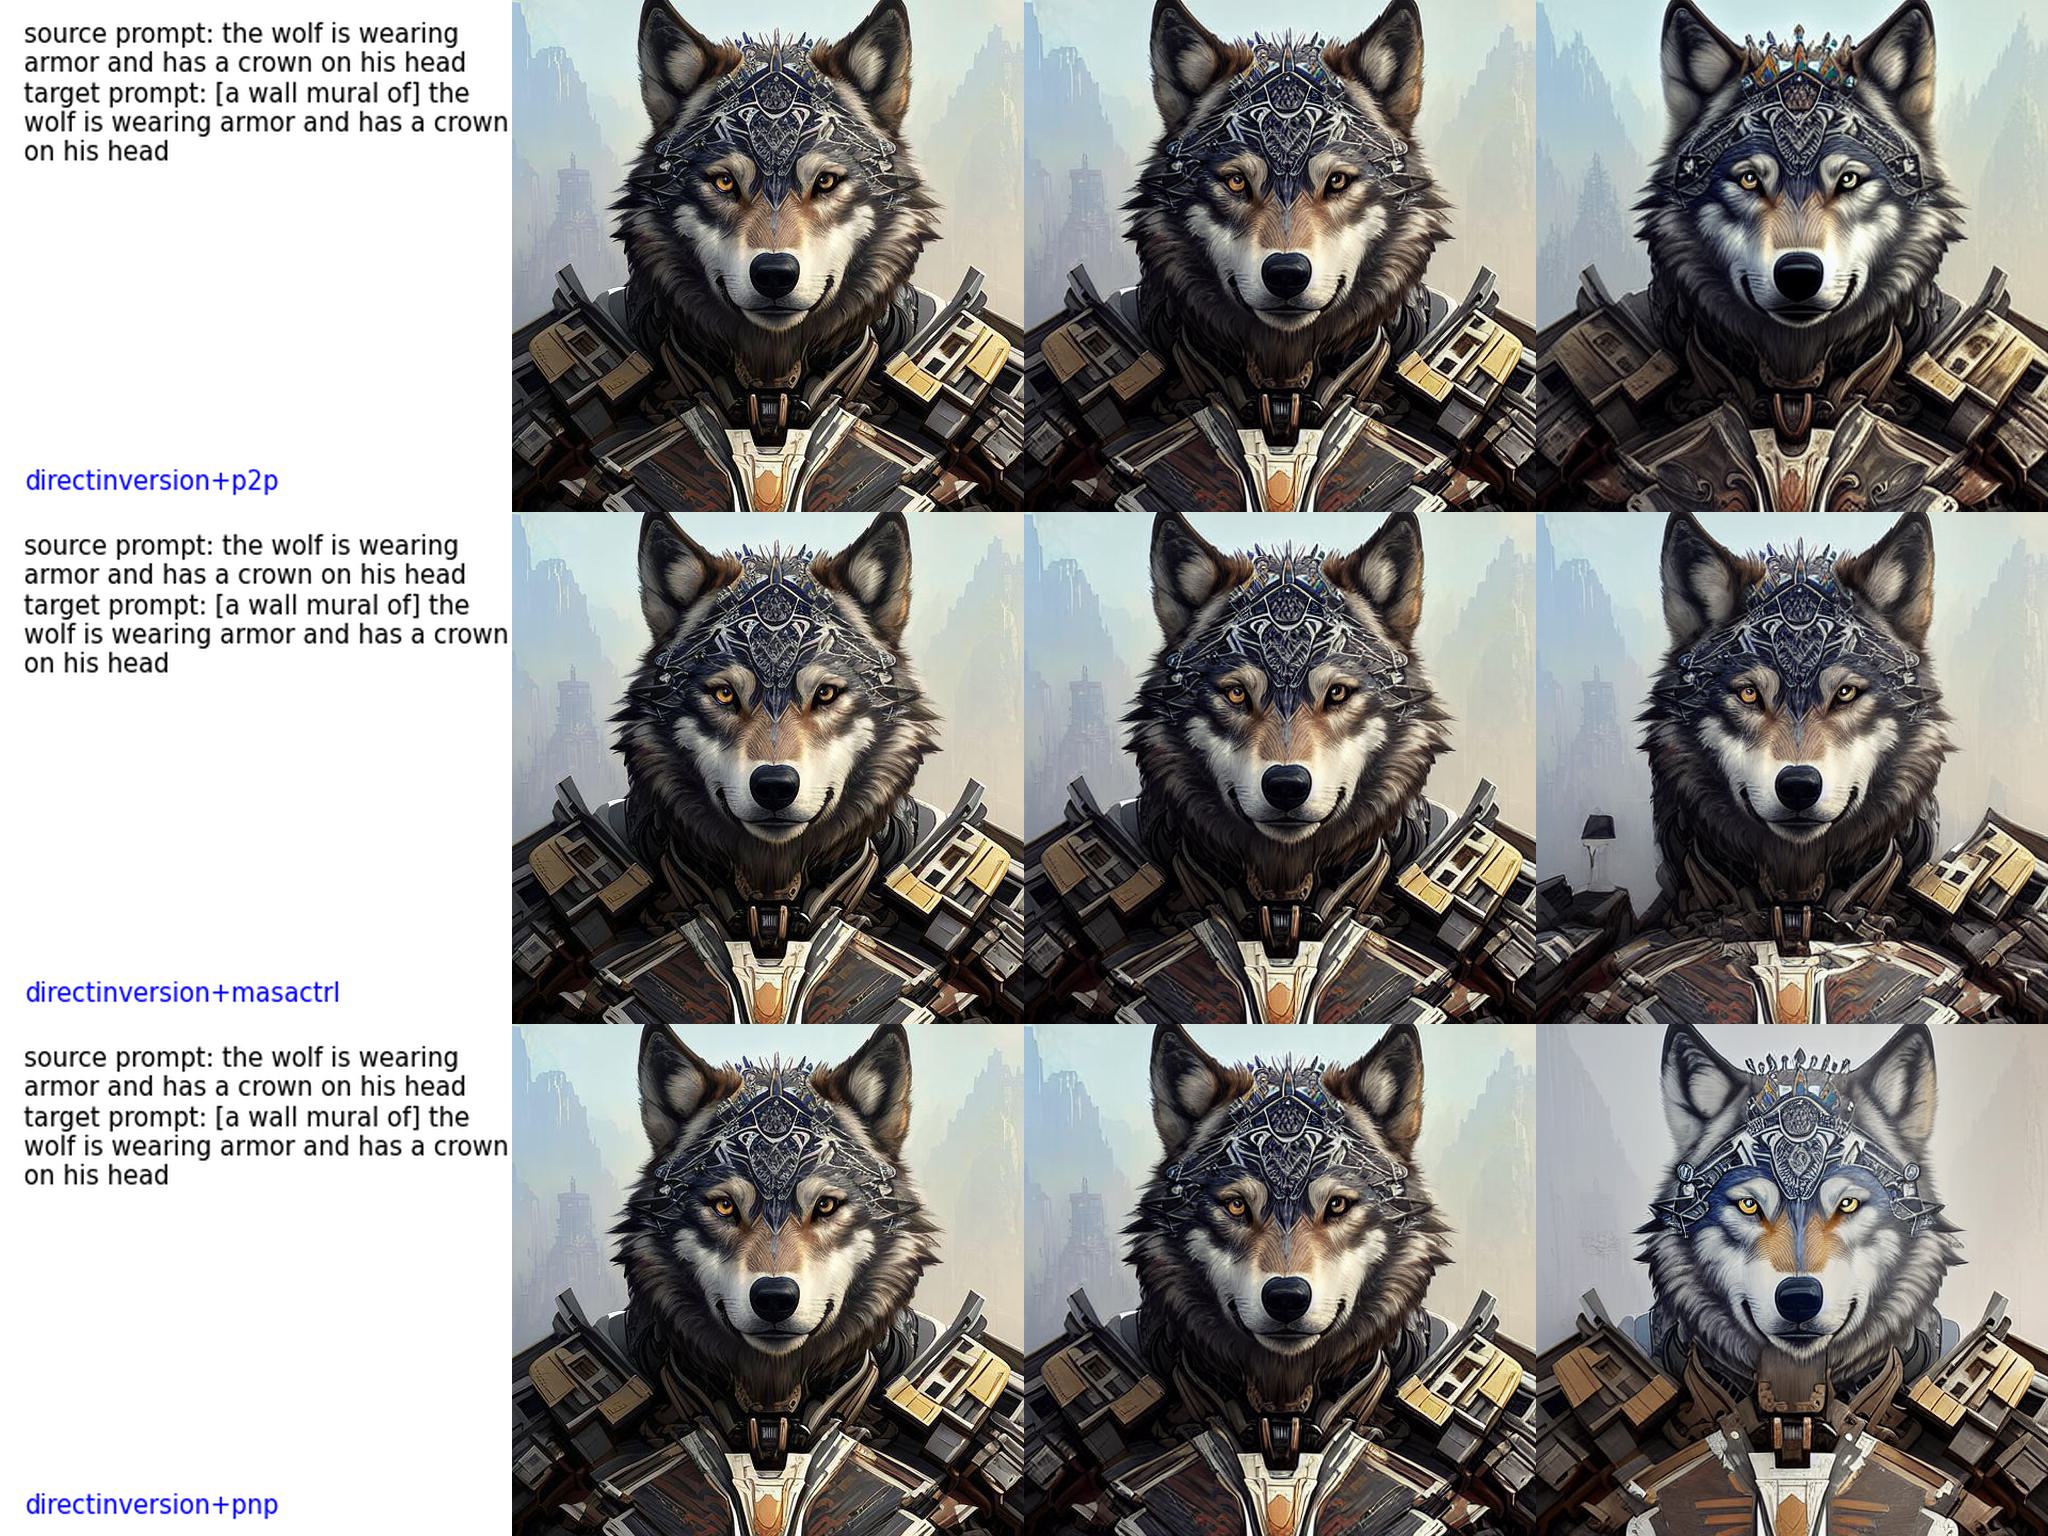 source prompt: the wolf is wearing
armor and has a crown on his head
target prompt: [a wall mural of] the
wolf is wearing armor and has a crown
on his head
directinversion+p2p
source prompt: the wolf is wearing
armor and has a crown on his head
target prompt: [a wall mural of] the
wolf is wearing armor and has a crown
on his head
directinversion+masactrl
source prompt: the wolf is wearing
armor and has a crown on his head
target prompt: [a wall mural of] the
wolf is wearing armor and has a crown
on his head
directinversion+pnp